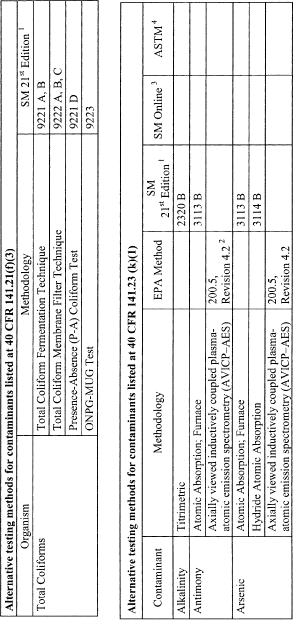 Alternative testing methods for contaminants listed at 40 CFR 141.21(f)(3)
Organism Methodology SM 21st Edition 1
Total Coliforms Total Coliform Fermentation Technique 9221 A, B
Total Coliform Membrane Filter Technique 9222 A, B, C
Presence-Absence (P-A) Coliform Test 9221 D
ONPG-MUG Test 9223
Alternative testing methods for contaminants listed at 40 CFR 141.23 (k)(1)
Contaminant Methodology EPA Method SM 21st Edition 1 SM Online 3 ASTM 4
Alkalinity Titrimetric 2320 B
Antimony Atomic Absorption; Furnace 3113 B
Axially viewed inductively coupled plasma-
atomic emission spectrometry (AVICP–AES) 200.5, Revision 4.2 2
Arsenic Atomic Absorption; Furnace 3113 B
Hydride Atomic Absorption 3114 B
Axially viewed inductively coupled plasma-
atomic emission spectrometry (AVICP–AES) 200.5, Revision 4.2